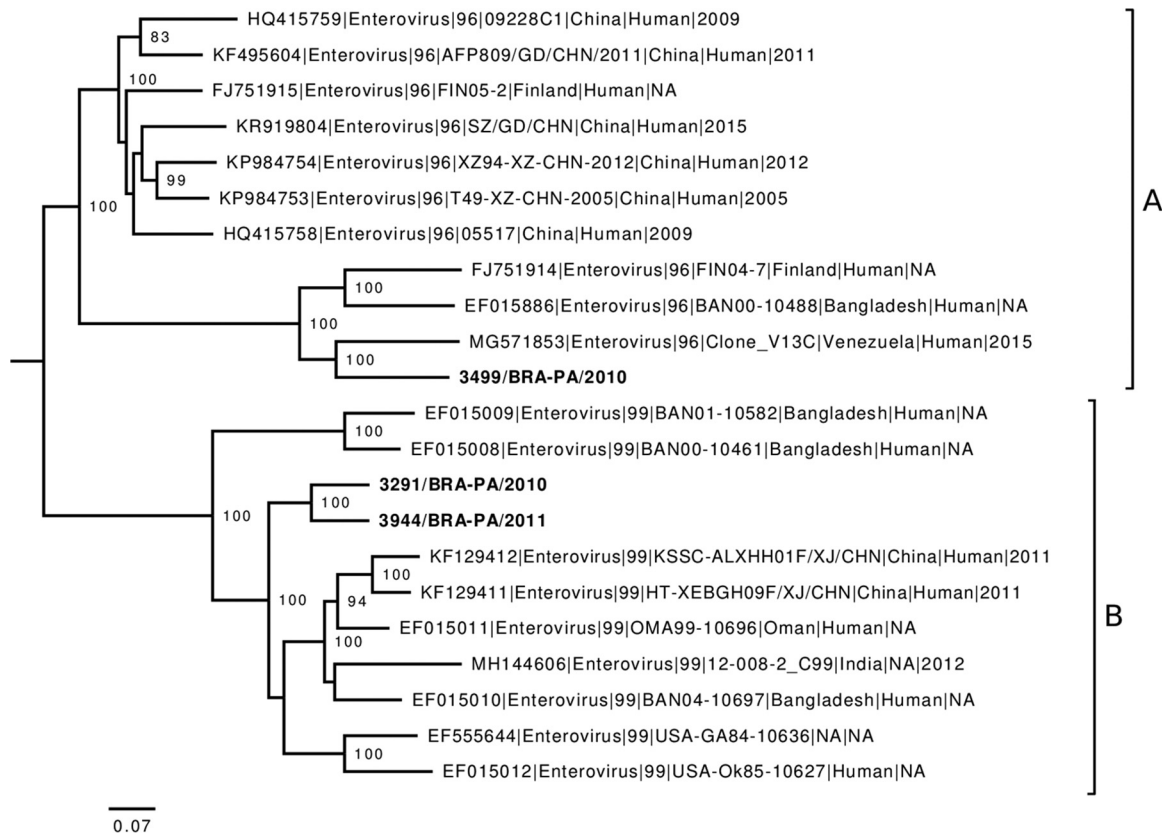 HQ415759|Enterovirus|96|09228C1|China|Human|2009
83
KF495604|Enterovirus|96|AFP809/GD/CHN/2011|China|Human|2011
100
FJ751915|Enterovirus|96|FIN05-2|Finland|Human|NA
KR919804|Enterovirus|96|SZ/GD/CHN|China|Human|2015
KP984754|Enterovirus|96|XZ94-XZ-CHN-2012|China|Human|2012
99
KP984753|Enterovirus|96|T49-XZ-CHN-2005|China|Human|2005
100
A
HQ415758|Enterovirus|96|05517|China|Human|2009
FJ751914|Enterovirus|96|FIN04-7|Finland|Human|NA
100
EF015886|Enterovirus|96|BAN00-10488|Bangladesh|Human|NA
100
MG571853|Enterovirus|96|Clone_V13C|Venezuela|Human|2015
100
3499/BRA-PA/2010
EF015009|Enterovirus|99|BAN01-10582|Bangladesh|Human|NA
100
EF015008|Enterovirus|99|BAN00-10461|Bangladesh|Human|NA
3291/BRA-PA/2010
100
100
3944/BRA-PA/2011
KF129412|Enterovirus|99|KSSC-ALXHH01F/XJ/CHN|China|Human|2011
100
KF129411|Enterovirus|99|HT-XEBGH09F/XJ/CHN|China|Human|2011
100
94
B
EF015011|Enterovirus|99|OMA99-10696|Oman|Human|NA
100
MH144606|Enterovirus|99|12-008-2_C99|India|NA|2012
EF015010|Enterovirus|99|BAN04-10697|Bangladesh|Human|NA
EF555644|Enterovirus|99|USA-GA84-10636|NA|NA
100
EF015012|Enterovirus|99|USA-Ok85-10627|Human|NA
0.07